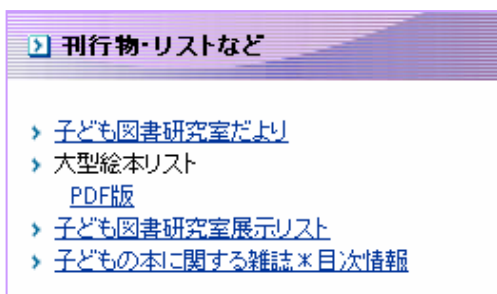 刊行物・リストなど
子ども図書研究室だより
大型絵本リスト
PDF版
子ども図書研究室展示リスト
子どもの本に関する雑誌＊目次情報